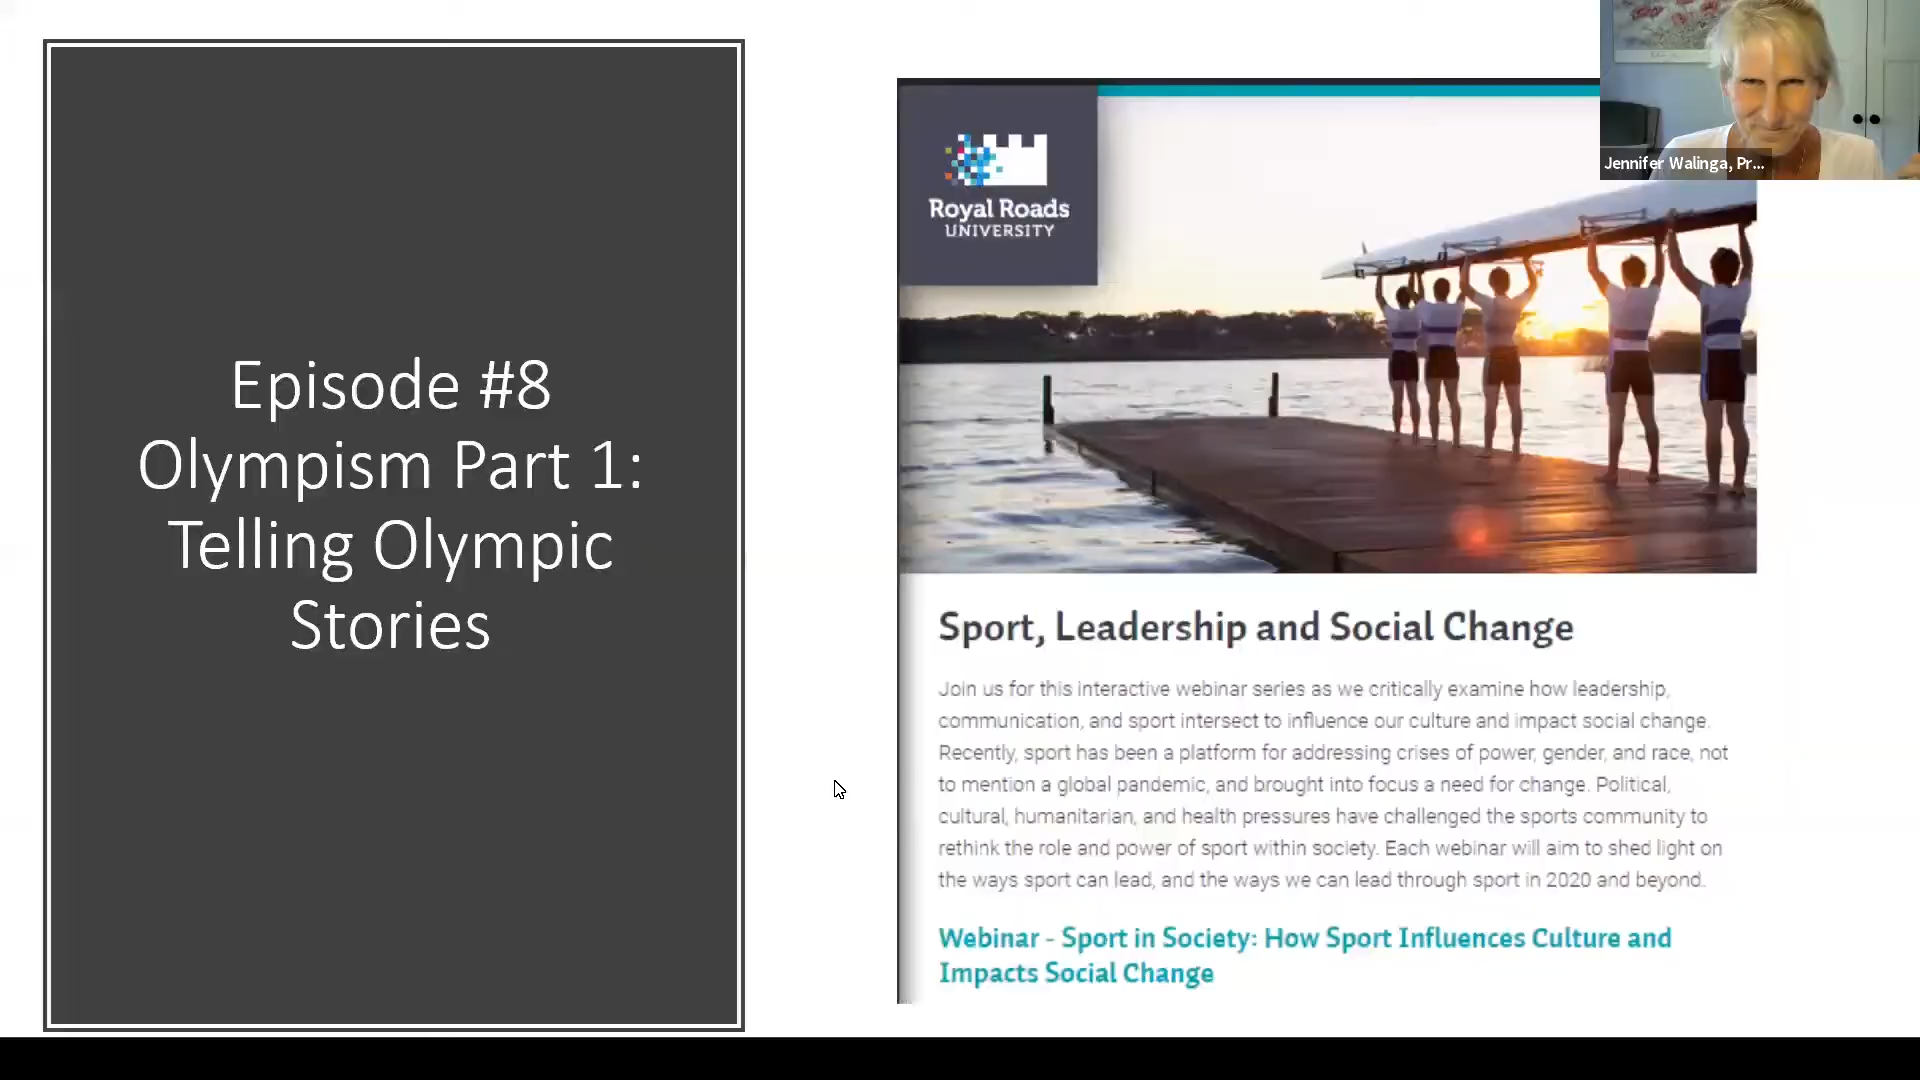 Episode #8
Olympism Part 1:
Telling Olympic
Stories
Royal Roads
UNIVERSITY
Jennifer Walinga, Pr...
Sport, Leadership and Social Change
Join us for this interactive webinar series as we critically examine how leadership,
communication, and sport intersect to influence our culture and impact social change.
Recently, sport has been a platform for addressing crises of power, gender, and race, not
to mention a global pandemic, and brought into focus a need for change. Political,
cultural, humanitarian, and health pressures have challenged the sports community to
rethink the role and power of sport within society. Each webinar will aim to shed light on
the ways sport can lead, and the ways we can lead through sport in 2020 and beyond.
Webinar - Sport in Society: How Sport Influences Culture and
Impacts Social Change